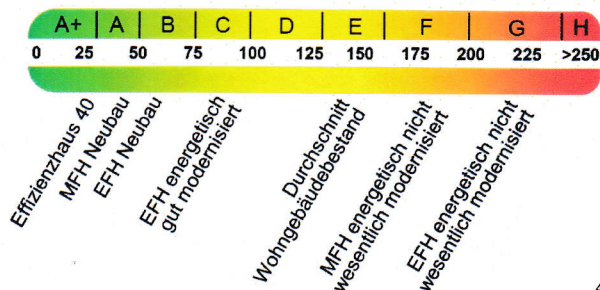 A+ A B C D E F G H
0 25 50 75 100 125 150 175 200 225 >250
Effizienzhaus 40
MFH Neubau
EFH Neubau
EFH energetisch
gut modernisiert
Durchschnitt
Wohngebäudebestand
MFH energetisch nicht
wesentlich modernisiert
EFH energetisch nicht
wesentlich modernisiert